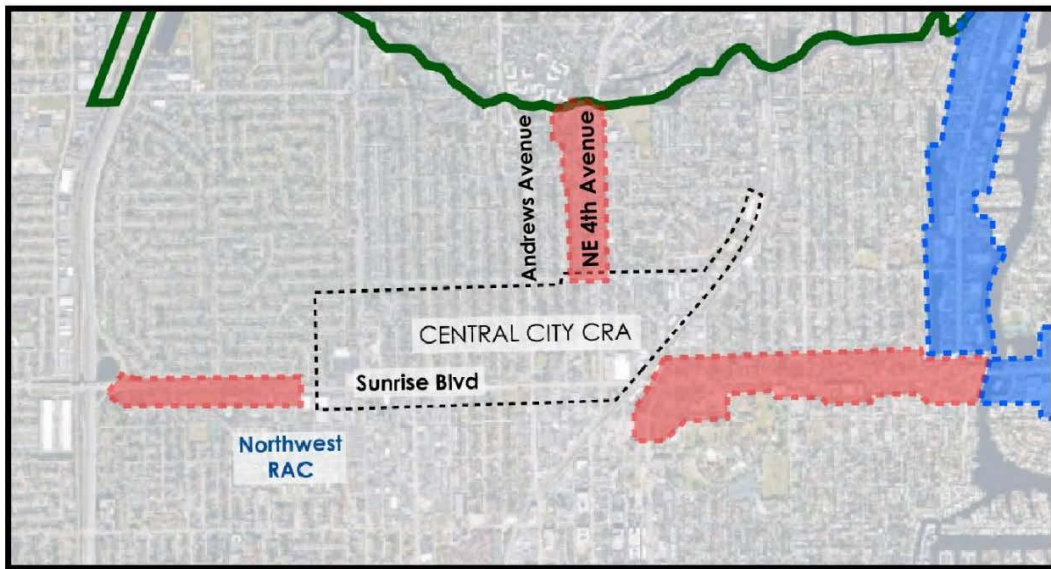 Andrews Avenue
NE 4th Avenue
CENTRAL CITY CRA
Sunrise Blvd
Northwest
RAC